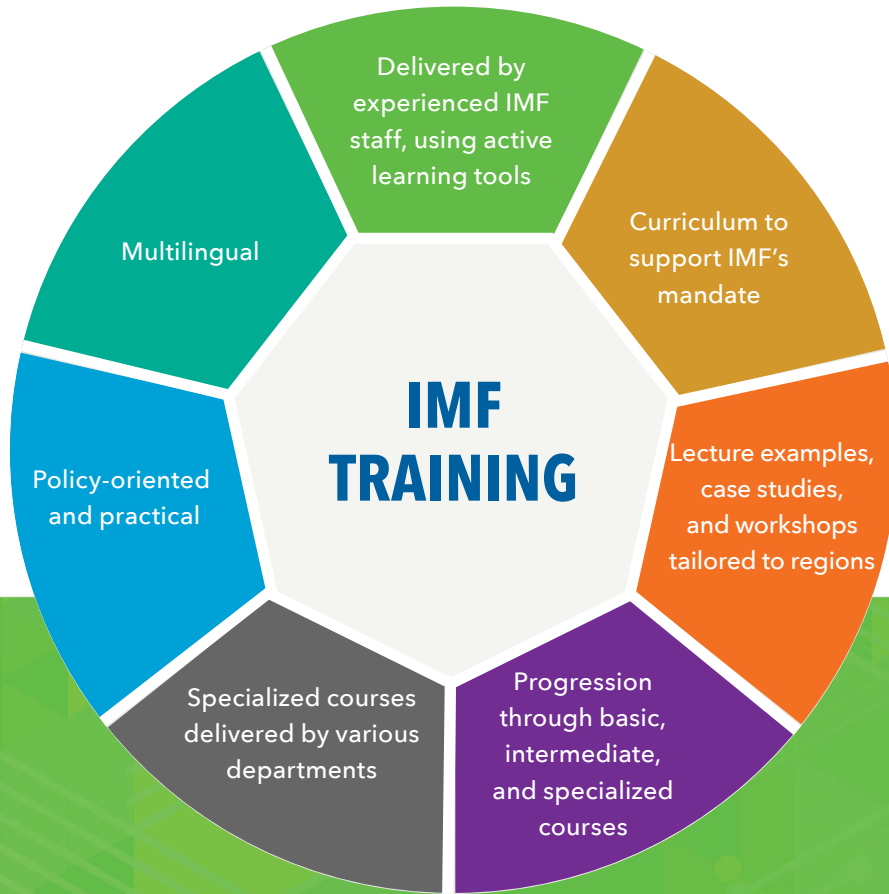 Delivered by
experienced IMF
staff, using active
learning tools
Curriculum to
support IMF's
mandate
Lecture examples,
case studies,
and workshops
tailored to regions
Progression
through basic,
intermediate,
and specialized
courses
Specialized courses
delivered by various
departments
Policy-oriented
and practical
Multilingual
IMF
TRAINING